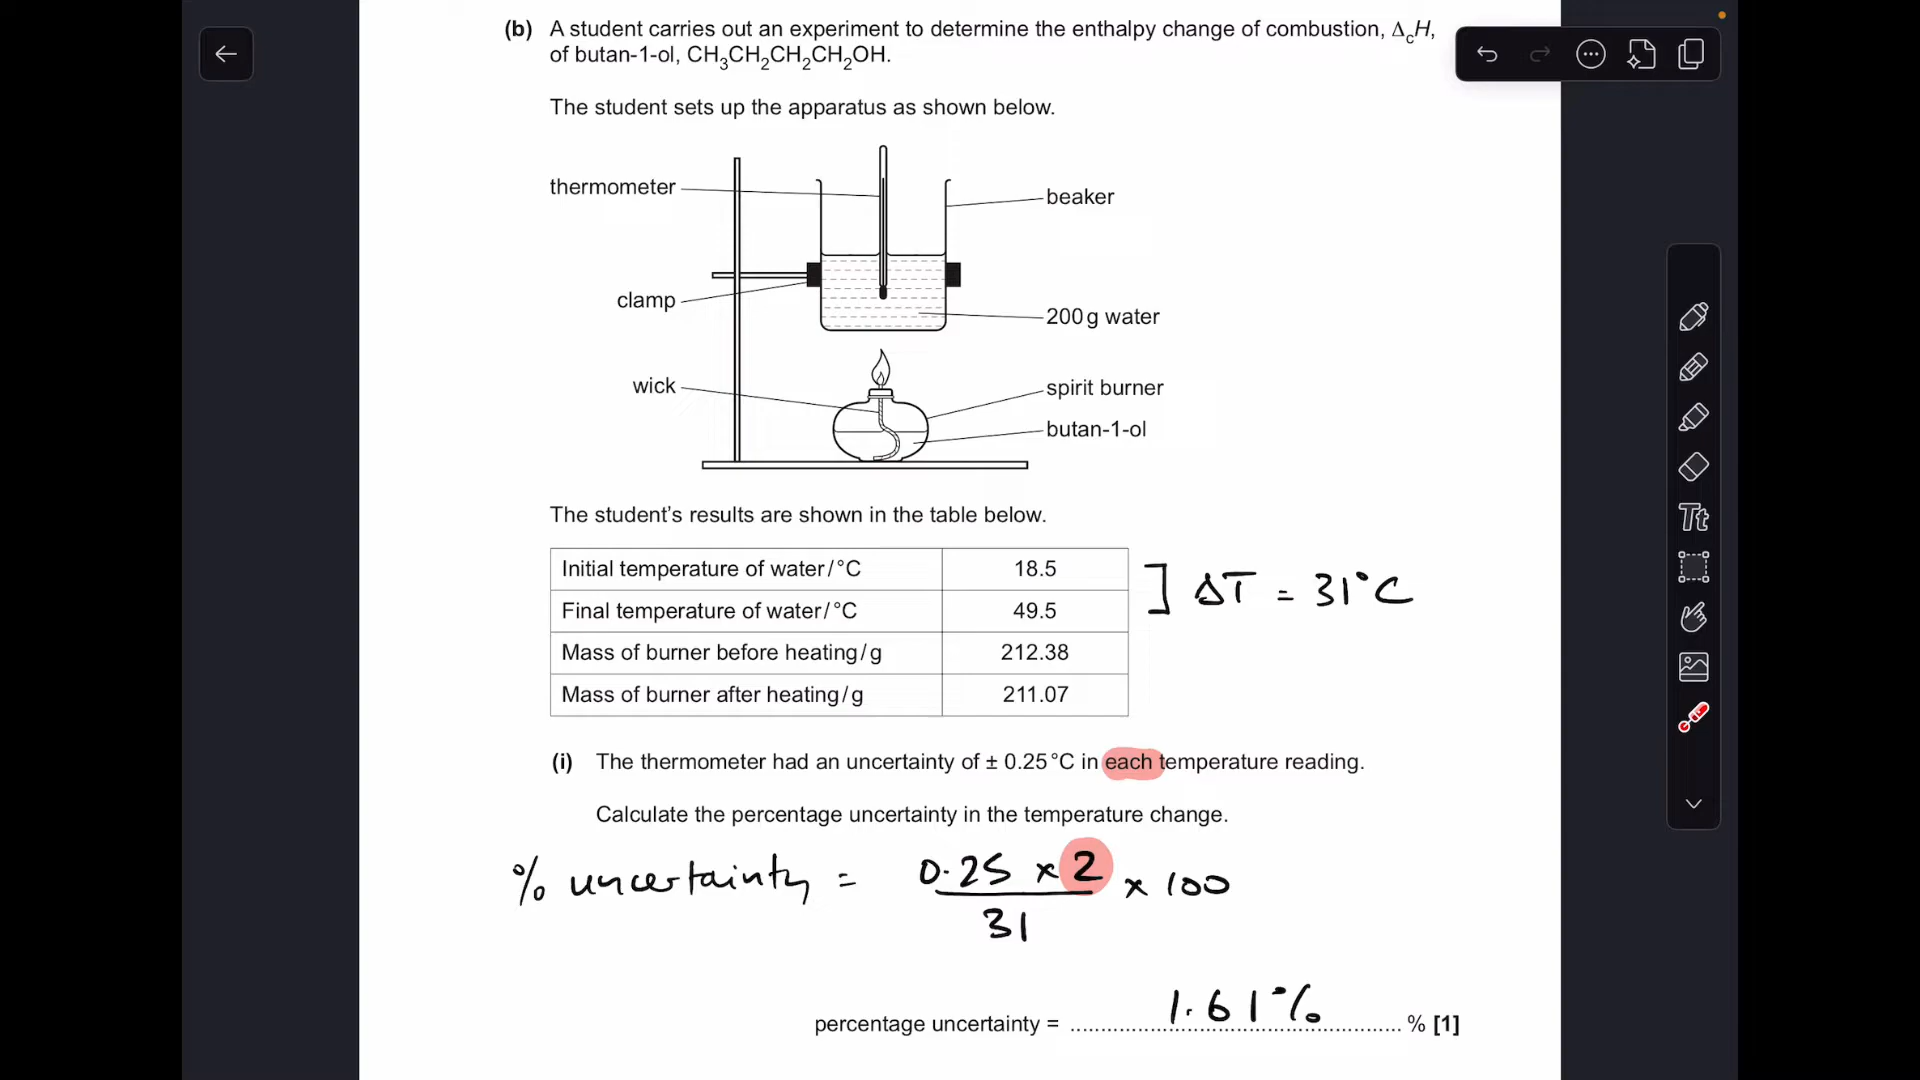 (b) A student carries out an experiment to determine the enthalpy change of combustion, ΔcH,
of butan-1-ol, CH₃CH₂CH₂CH₂OH.
The student sets up the apparatus as shown below.
thermometer
beaker
clamp
200 g water
wick
spirit burner
butan-1-ol
The student's results are shown in the table below.
Initial temperature of water/°C 18.5
Final temperature of water/°C 49.5
] ΔT = 31°C
Mass of burner before heating/g 212.38
Mass of burner after heating/g 211.07
(i) The thermometer had an uncertainty of ± 0.25 °C in each temperature reading.
Calculate the percentage uncertainty in the temperature change.
% uncertainty = 0.25 × 2 × 100
31
1.61%
percentage uncertainty = .................................................. % [1]
Tt